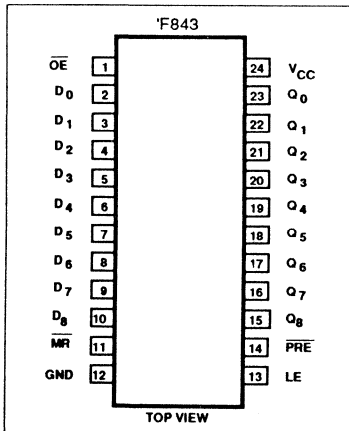 'F843
OE 1 24 VCC
D0 2 23 Q0
D1 3 22 Q1
D2 4 21 Q2
D3 5 20 Q3
D4 6 19 Q4
D5 7 18 Q5
D6 8 17 Q6
D7 9 16 Q7
D8 10 15 Q8
MR 11 14 PRE
GND 12 13 LE
TOP VIEW